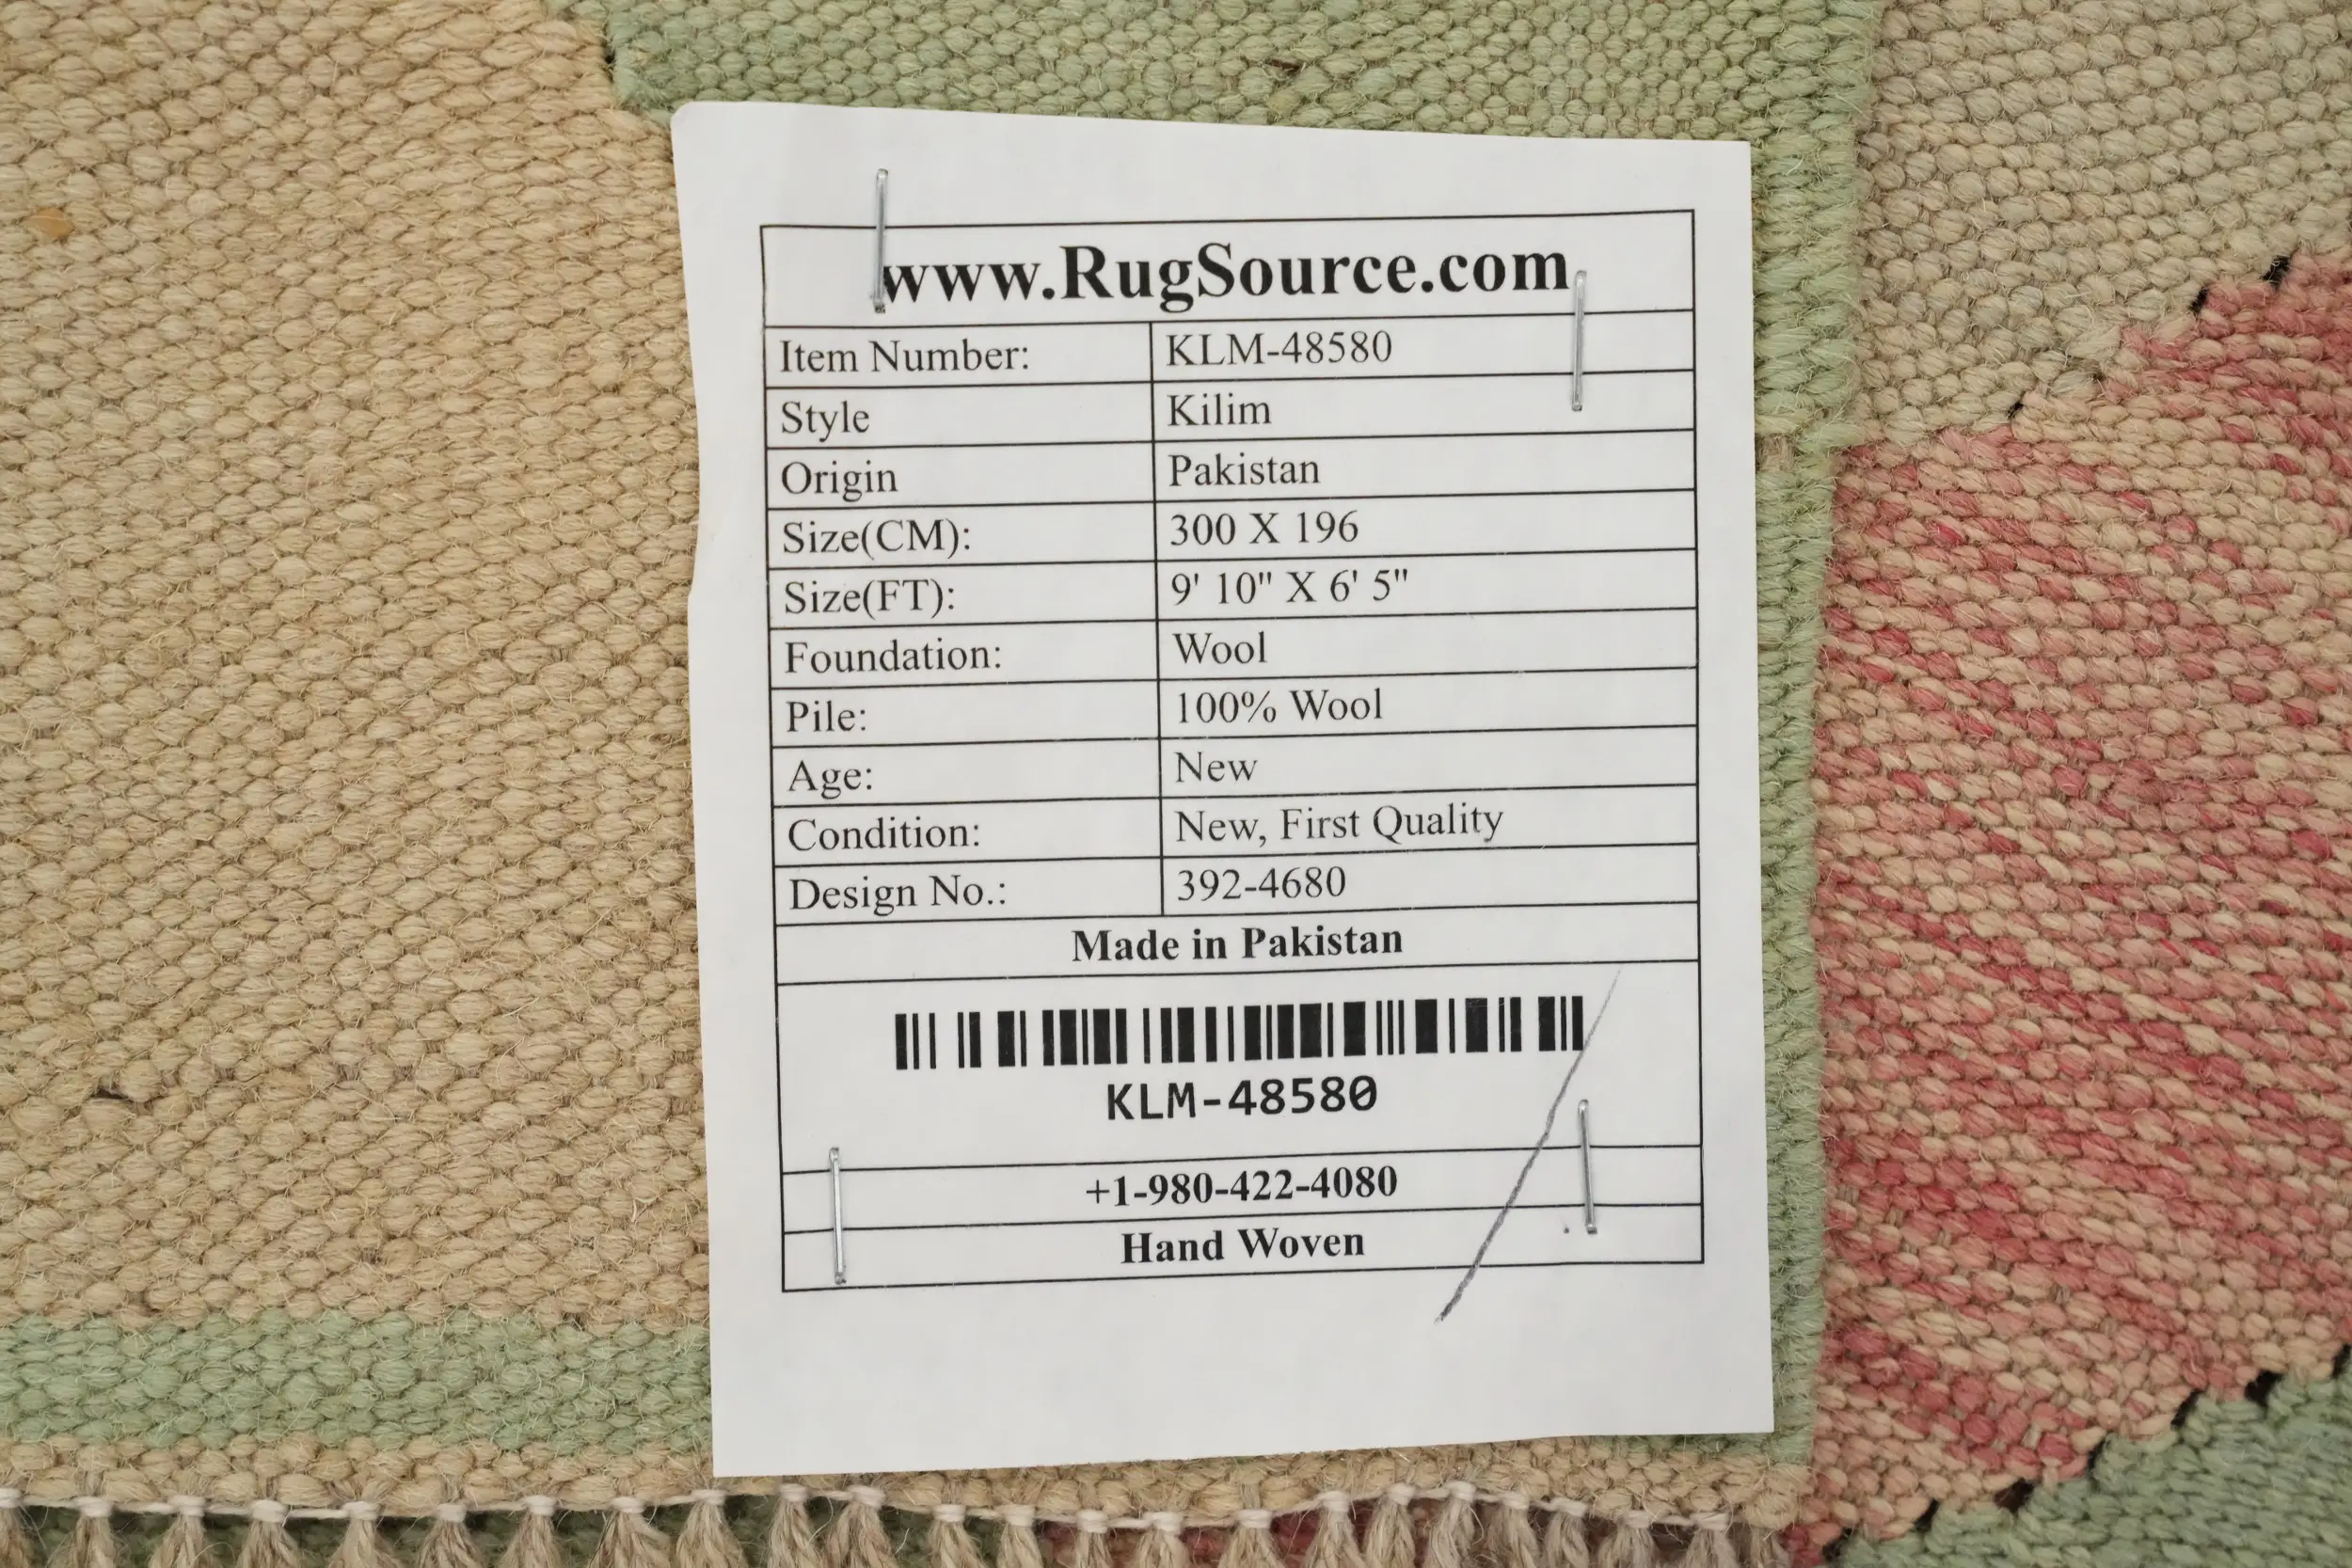 www.RugSource.com
Item Number: KLM-48580
Style Kilim
Origin Pakistan
Size(CM): 300 X 196
Size(FT): 9' 10" X 6' 5"
Foundation: Wool
Pile: 100% Wool
Age: New
Condition: New, First Quality
Design No.: 392-4680
Made in Pakistan
KLM-48580
+1-980-422-4080
Hand Woven